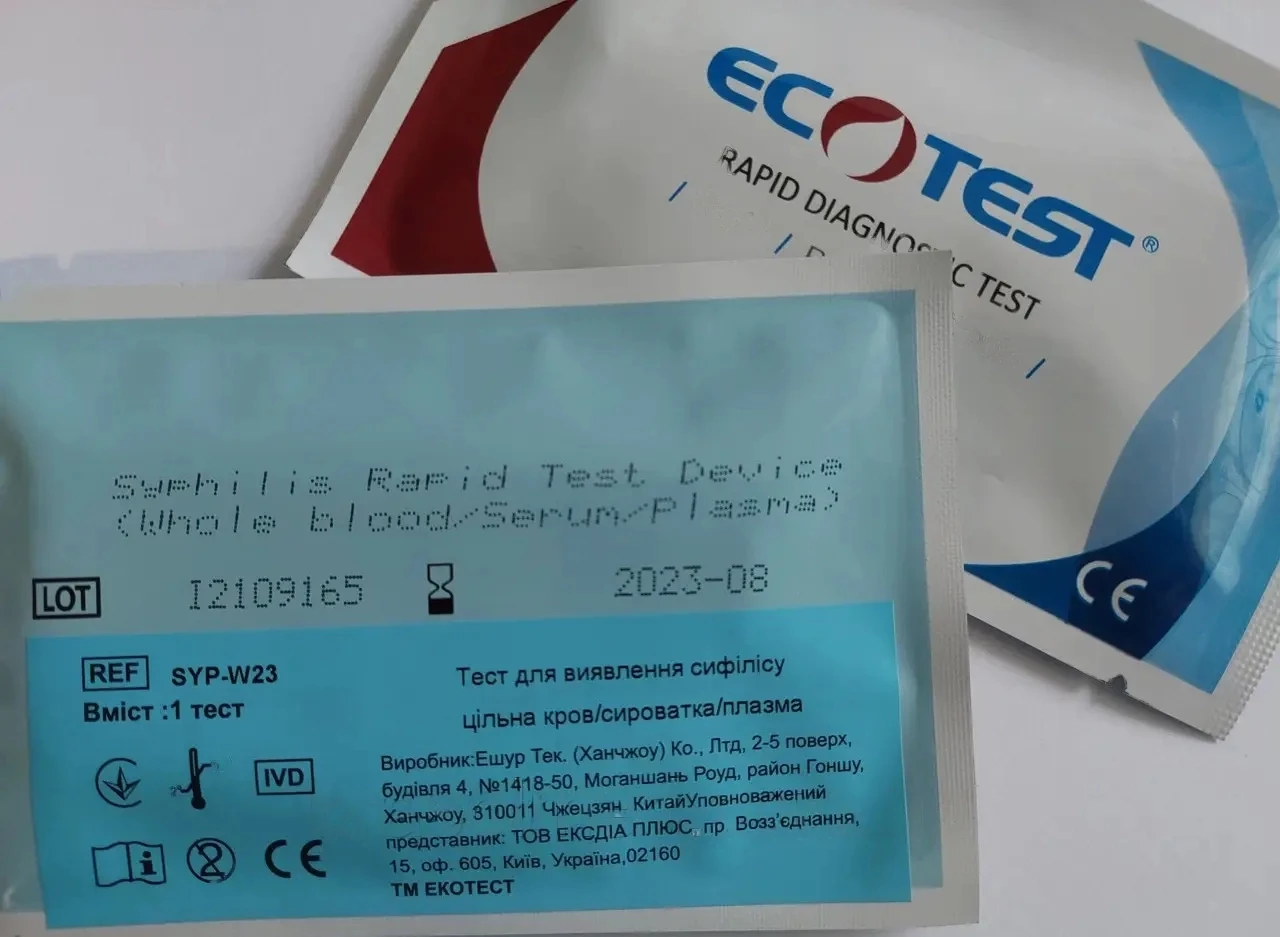 ECOTEST®
RAPID DIAGNOSTIC TEST
CE
Syphilis Rapid Test Device
(Whole blood/Serum/Plasma)
LOT I2109165 2023-08
REF SYP-W23
Вміст :1 тест
IVD
CE
Тест для виявлення сифілісу
цільна кров/сироватка/плазма
Виробник:Ешур Тек. (Ханчжоу) Ко., Лтд, 2-5 поверх,
будівля 4, №1418-50, Моганшань Роуд, район Гоншу,
Ханчжоу, 310011 Чжецзян, КитайУповноважений
представник: ТОВ ЕКСДІА ПЛЮС, пр. Возз'єднання,
15, оф. 605, Київ, Україна,02160
ТМ ЕКОТЕСТ